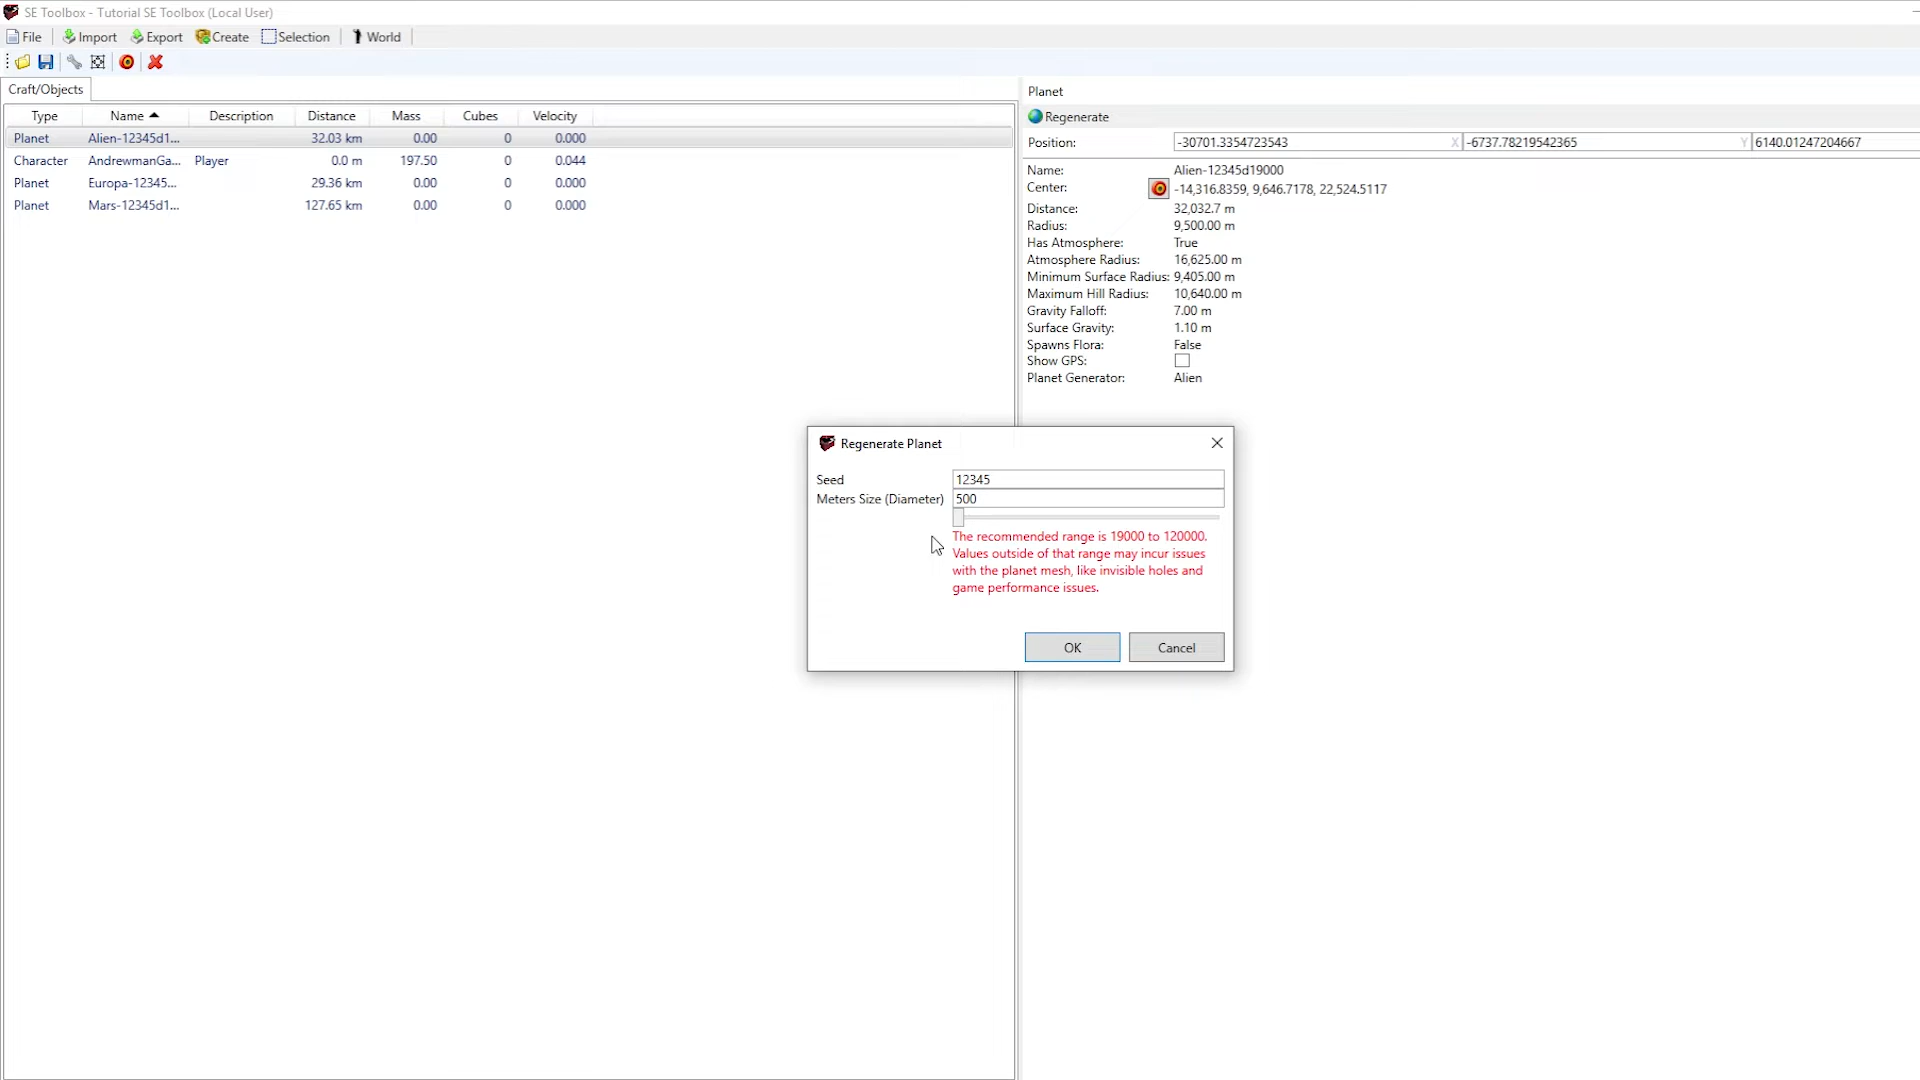 SE Toolbox - Tutorial SE Toolbox (Local User)
File Import Export Create Selection World
Craft/Objects
Type Name Description Distance Mass Cubes Velocity
Planet Alien-12345d1... 32.03 km 0.00 0 0.000
Character AndrewmanGa... Player 0.0 m 197.50 0 0.044
Planet Europa-12345... 29.36 km 0.00 0 0.000
Planet Mars-12345d1... 127.65 km 0.00 0 0.000
Planet
Regenerate
Position: -30701.3354723543 X -6737.78219542365 Y 6140.01247204667
Name: Alien-12345d19000
Center: -14,316.8359, 9,646.7178, 22,524.5117
Distance: 32,032.7 m
Radius: 9,500.00 m
Has Atmosphere: True
Atmosphere Radius: 16,625.00 m
Minimum Surface Radius: 9,405.00 m
Maximum Hill Radius: 10,640.00 m
Gravity Falloff: 7.00 m
Surface Gravity: 1.10 m
Spawns Flora: False
Show GPS:
Planet Generator: Alien
Regenerate Planet
Seed 12345
Meters Size (Diameter) 500
The recommended range is 19000 to 120000.
Values outside of that range may incur issues
with the planet mesh, like invisible holes and
game performance issues.
OK Cancel